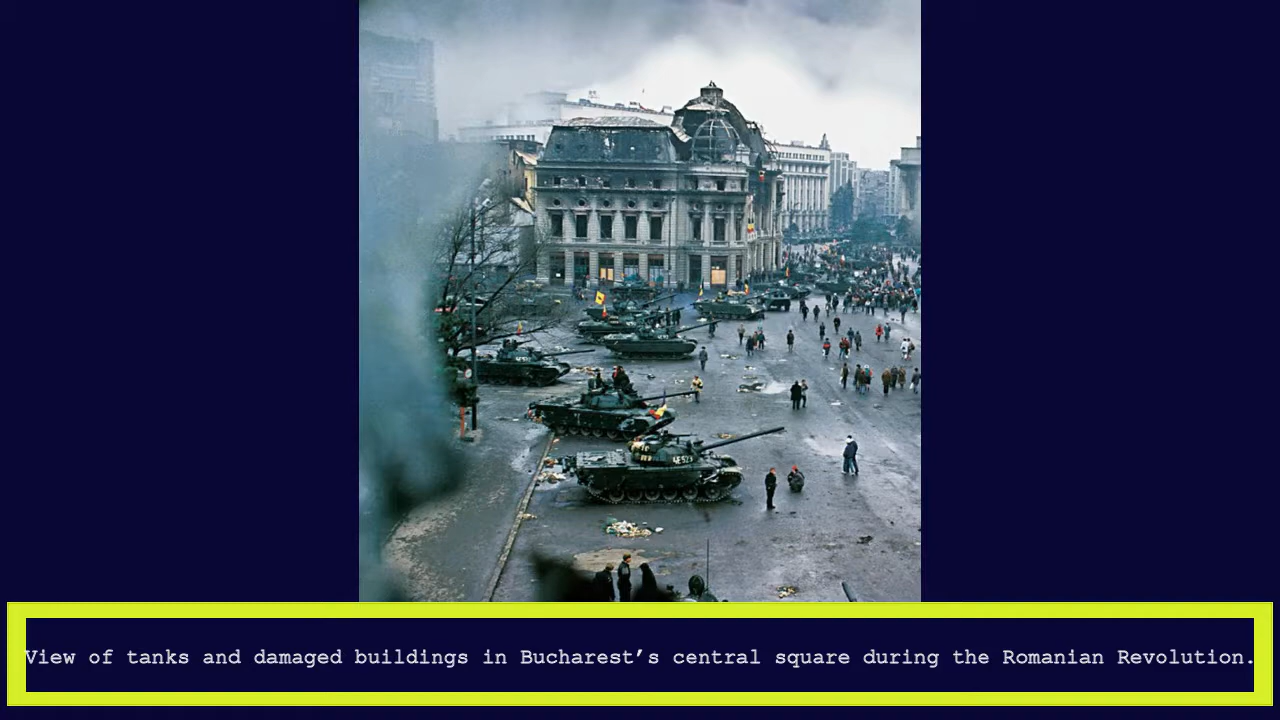 View of tanks and damaged buildings in Bucharest’s central square during the Romanian Revolution.